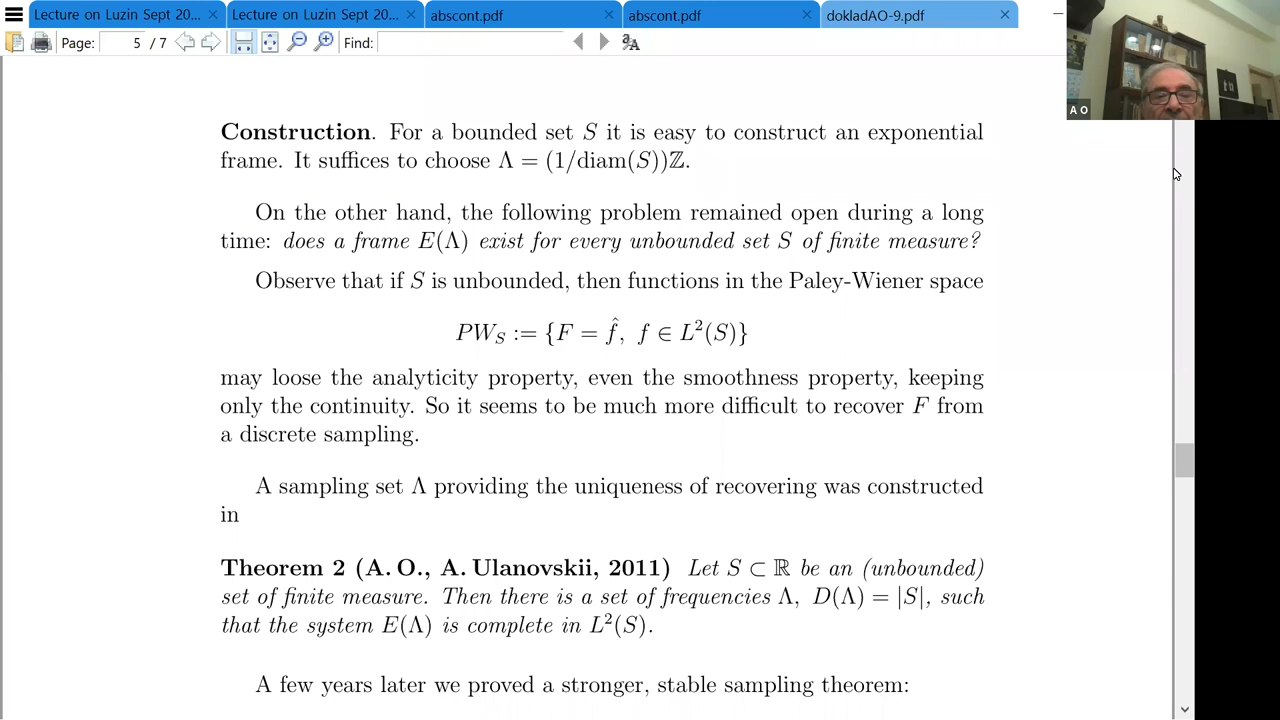 Lecture on Luzin Sept 20... Lecture on Luzin Sept 20... abscont.pdf abscont.pdf dokladAO-9.pdf
Page: 5 / 7 Find:
A O
Construction. For a bounded set S it is easy to construct an exponential
frame. It suffices to choose Λ = (1/diam(S))ℤ.
On the other hand, the following problem remained open during a long
time: does a frame E(Λ) exist for every unbounded set S of finite measure?
Observe that if S is unbounded, then functions in the Paley-Wiener space
PW_S := {F = f̂, f ∈ L²(S)}
may loose the analyticity property, even the smoothness property, keeping
only the continuity. So it seems to be much more difficult to recover F from
a discrete sampling.
A sampling set Λ providing the uniqueness of recovering was constructed
in
Theorem 2 (A. O., A. Ulanovskii, 2011) Let S ⊂ ℝ be an (unbounded)
set of finite measure. Then there is a set of frequencies Λ, D(Λ) = |S|, such
that the system E(Λ) is complete in L²(S).
A few years later we proved a stronger, stable sampling theorem: